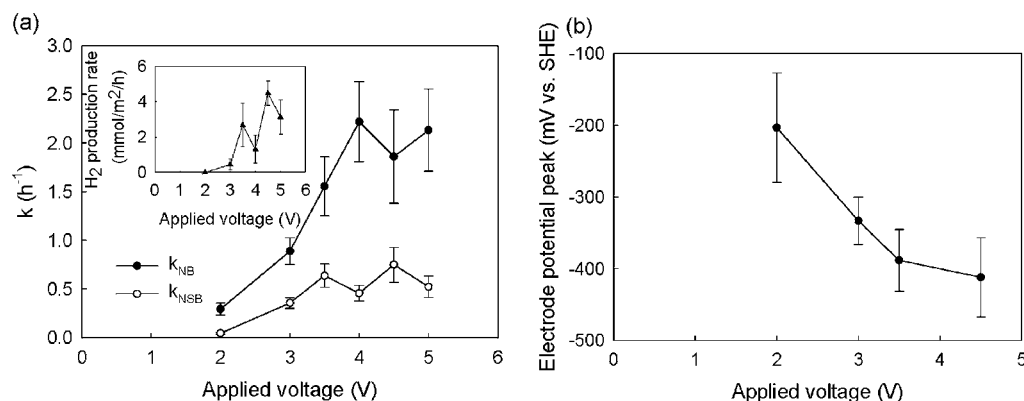 (a)
3.0
2.5
2.0
1.5
1.0
0.5
0.0
k (h-1)
H2 production rate
(mmol/m2/h)
6
4
2
0
0 1 2 3 4 5 6
Applied voltage (V)
kNB
kNSB
0 1 2 3 4 5 6
Applied voltage (V)
(b)
-100
-200
-300
-400
-500
Electrode potential peak (mV vs. SHE)
0 1 2 3 4 5
Applied voltage (V)